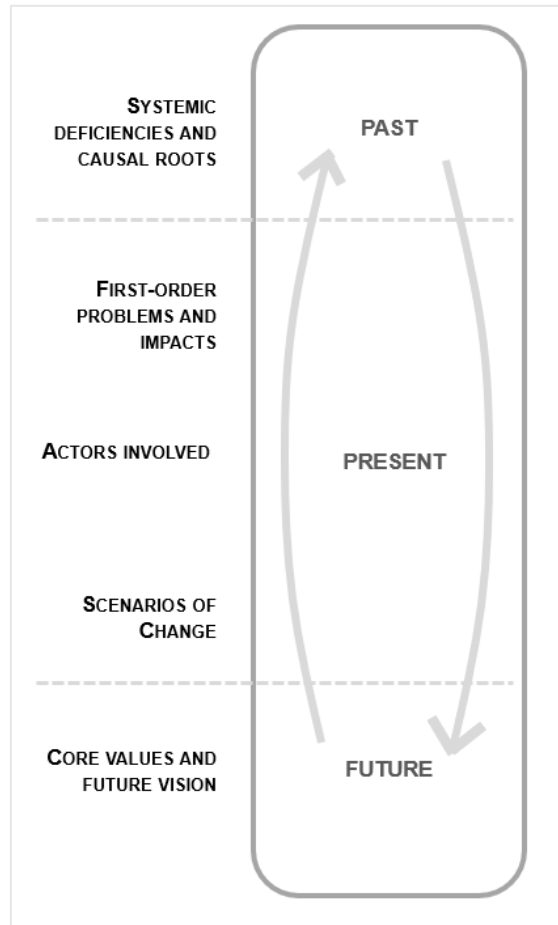 SYSTEMIC
DEFICIENCIES AND
CAUSAL ROOTS
PAST
FIRST-ORDER
PROBLEMS AND
IMPACTS
ACTORS INVOLVED
PRESENT
SCENARIOS OF
CHANGE
CORE VALUES AND
FUTURE VISION
FUTURE